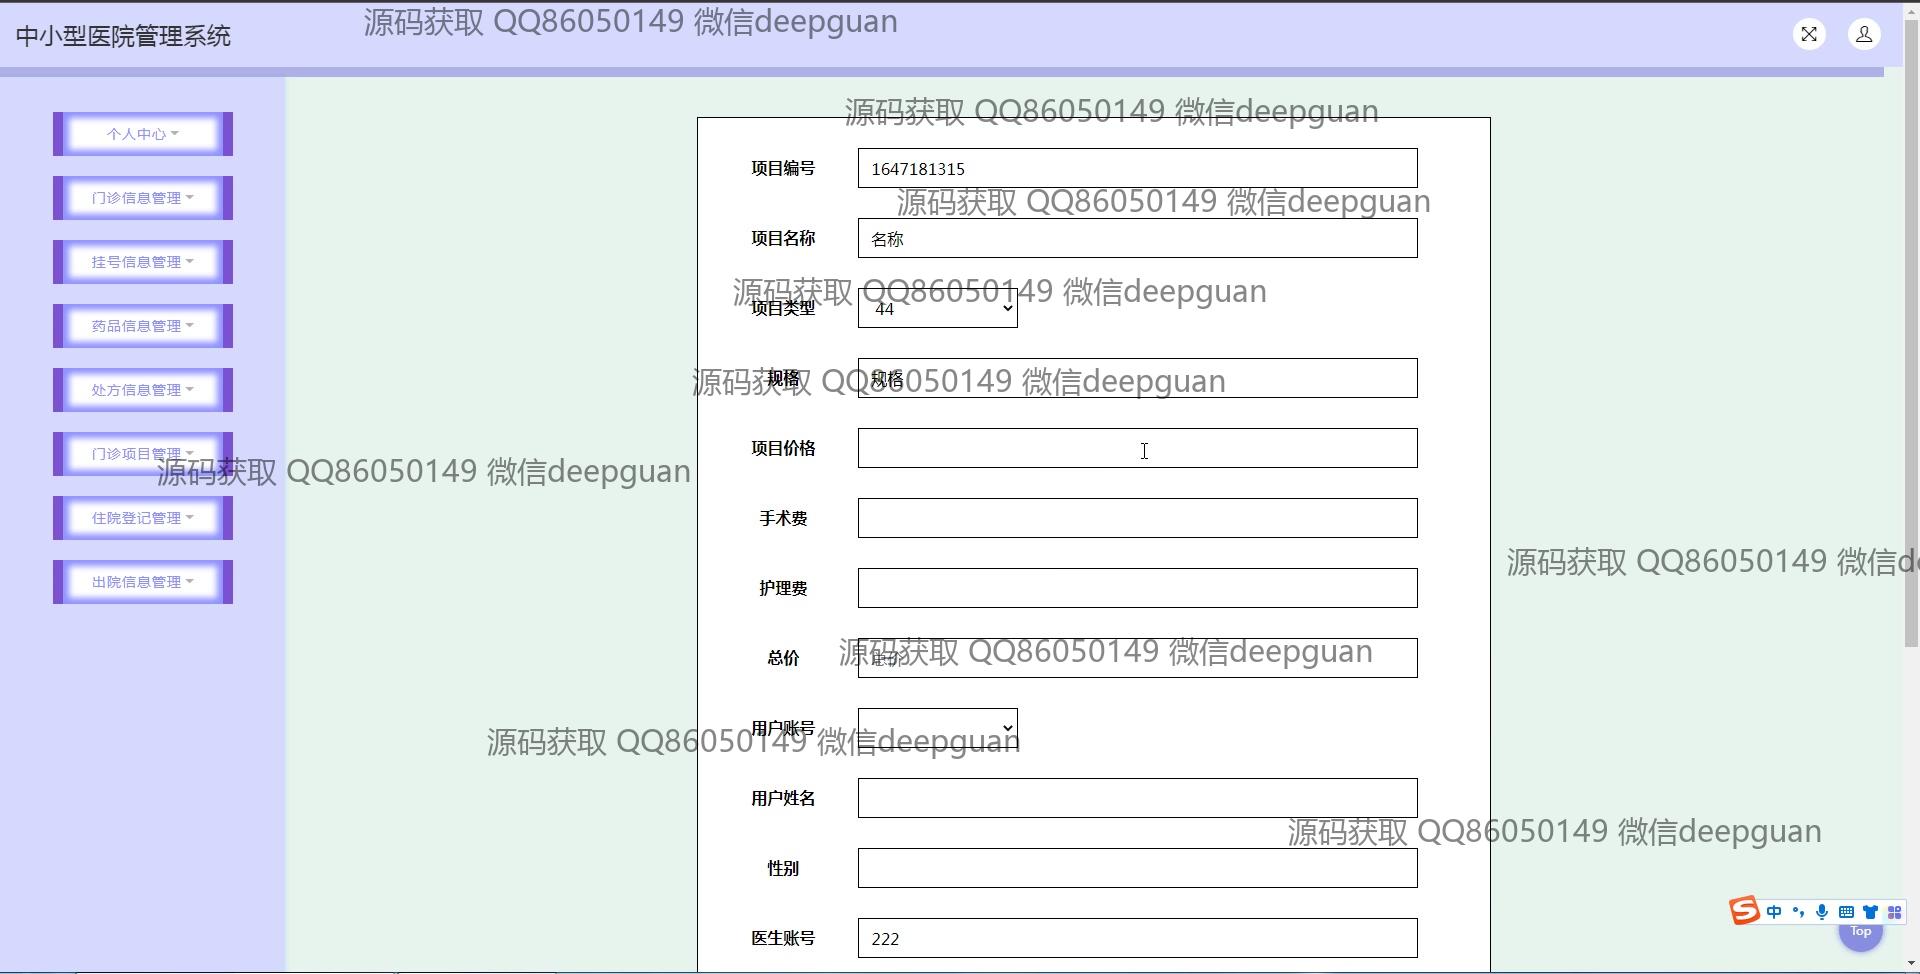 源码获取 QQ86050149 微信deepguan
中小型医院管理系统
个人中心
门诊信息管理
挂号信息管理
药品信息管理
处方信息管理
门诊项目管理
住院登记管理
出院信息管理
源码获取 QQ86050149 微信deepguan
项目编号 1647181315
源码获取 QQ86050149 微信deepguan
项目名称 名称
源码获取 QQ86050149 微信deepguan
项目类型 44
规格 规格
源码获取 QQ86050149 微信deepguan
项目价格
源码获取 QQ86050149 微信deepguan
手术费
源码获取 QQ86050149 微信d
护理费
源码获取 QQ86050149 微信deepguan
总价 总价
用户账号
源码获取 QQ86050149 微信deepguan
用户姓名
源码获取 QQ86050149 微信deepguan
性别
中
Top
医生账号 222